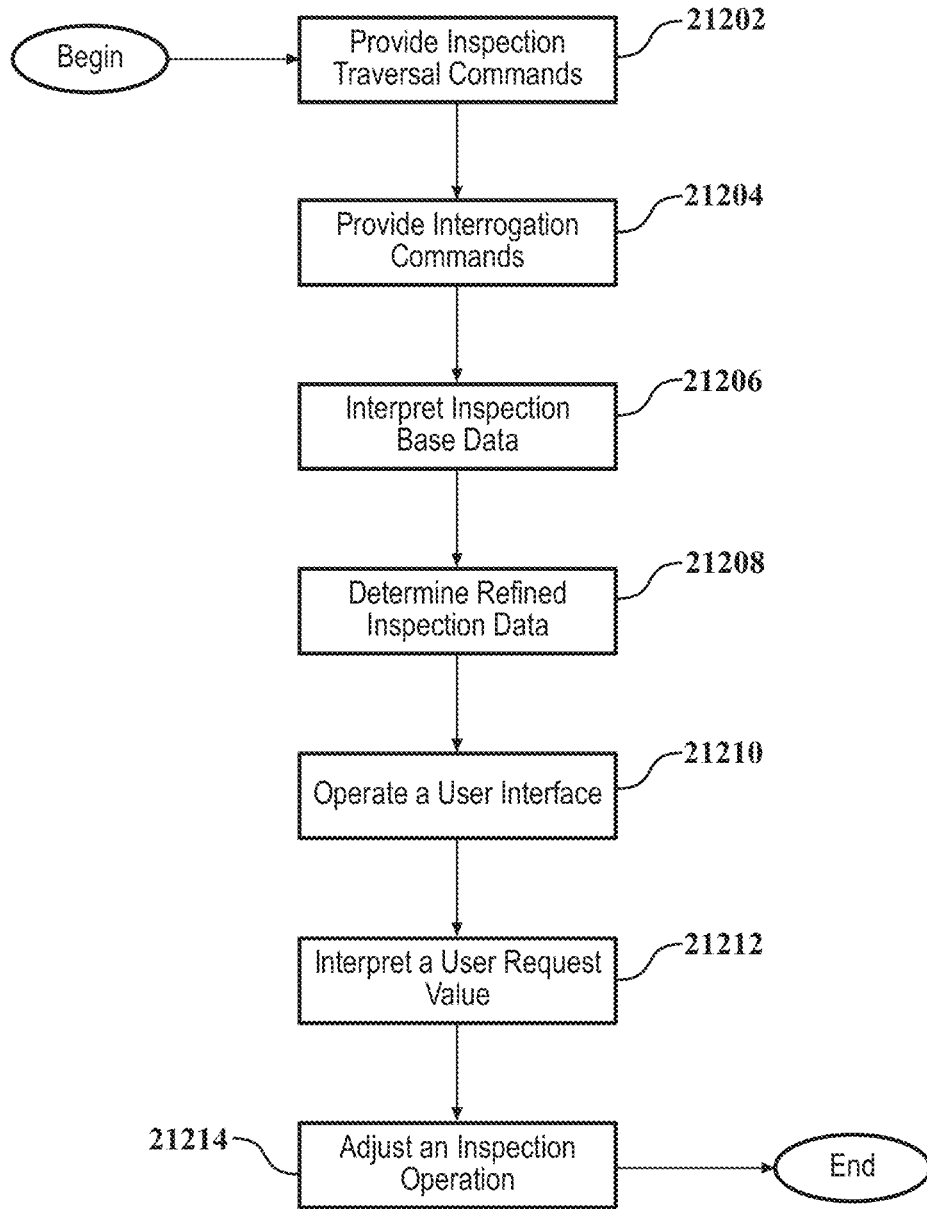 Begin
Provide Inspection
Traversal Commands
21202
Provide Interrogation
Commands
21204
Interpret Inspection
Base Data
21206
Determine Refined
Inspection Data
21208
Operate a User Interface
21210
Interpret a User Request
Value
21212
21214
Adjust an Inspection
Operation
End